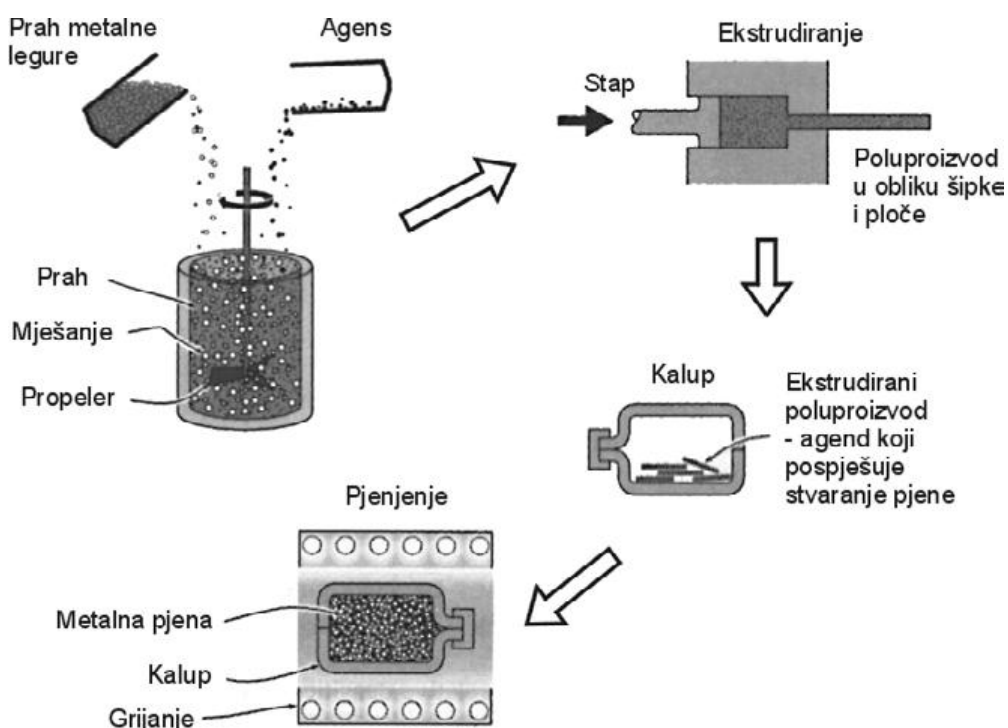 Prah metalne
legure
Agens
Prah
Mješanje
Propeler
Ekstrudiranje
Stap
Poluproizvod
u obliku šipke
i ploče
Kalup
Ekstrudirani
poluproizvod
- agend koji
pospješuje
stvaranje pjene
Pjenjenje
Metalna pjena
Kalup
Grijanje